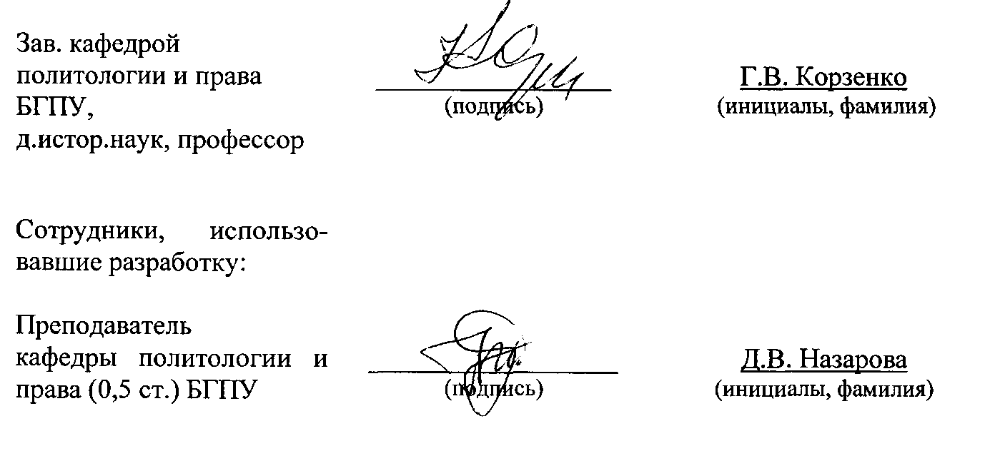 Зав. кафедрой
политологии и права
БГПУ,
д.истор.наук, профессор
(подпись)
Г.В. Корзенко
(инициалы, фамилия)
Сотрудники, использо-
вавшие разработку:
Преподаватель
кафедры политологии и
права (0,5 ст.) БГПУ
(подпись)
Д.В. Назарова
(инициалы, фамилия)